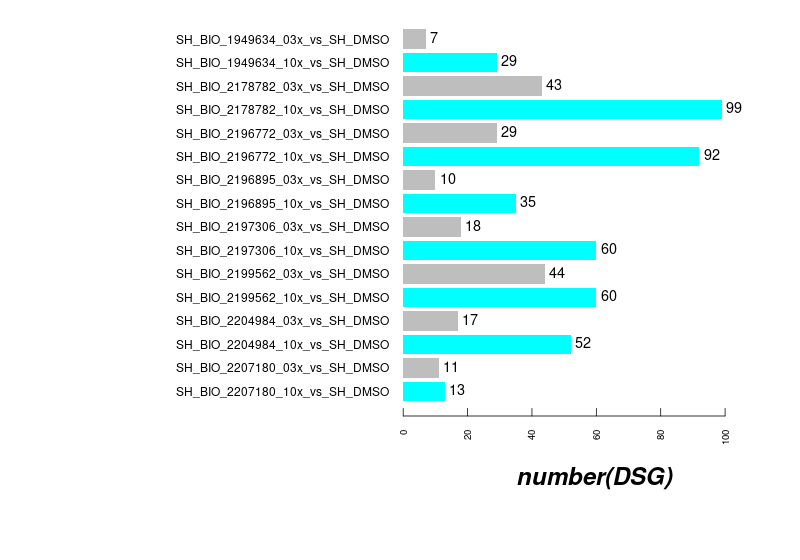 SH_BIO_1949634_03x_vs_SH_DMSO 7
SH_BIO_1949634_10x_vs_SH_DMSO 29
SH_BIO_2178782_03x_vs_SH_DMSO 43
SH_BIO_2178782_10x_vs_SH_DMSO 99
SH_BIO_2196772_03x_vs_SH_DMSO 29
SH_BIO_2196772_10x_vs_SH_DMSO 92
SH_BIO_2196895_03x_vs_SH_DMSO 10
SH_BIO_2196895_10x_vs_SH_DMSO 35
SH_BIO_2197306_03x_vs_SH_DMSO 18
SH_BIO_2197306_10x_vs_SH_DMSO 60
SH_BIO_2199562_03x_vs_SH_DMSO 44
SH_BIO_2199562_10x_vs_SH_DMSO 60
SH_BIO_2204984_03x_vs_SH_DMSO 17
SH_BIO_2204984_10x_vs_SH_DMSO 52
SH_BIO_2207180_03x_vs_SH_DMSO 11
SH_BIO_2207180_10x_vs_SH_DMSO 13
0 20 40 60 80 100
number(DSG)